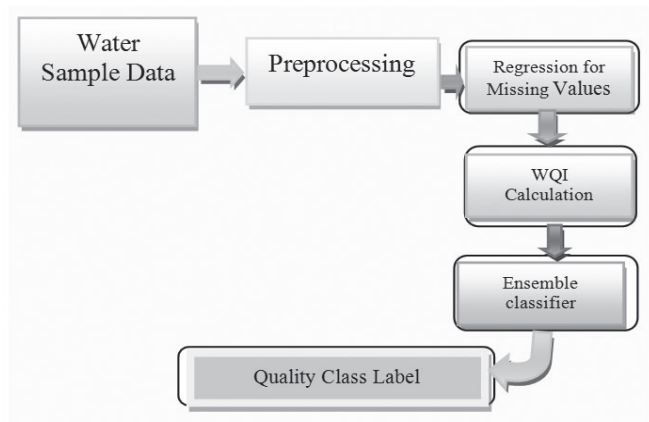 Water
Sample Data
Preprocessing
Regression for
Missing Values
WQI
Calculation
Ensemble
classifier
Quality Class Label